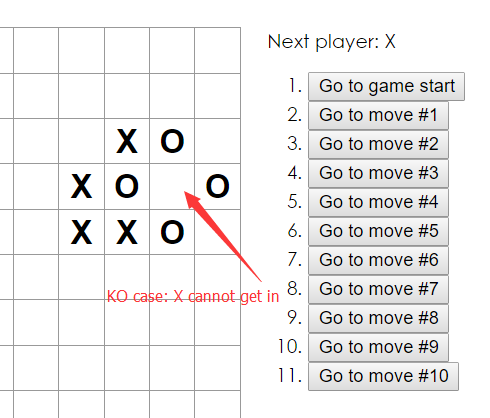 Next player: X
1. Go to game start
2. Go to move #1
3. Go to move #2
4. Go to move #3
5. Go to move #4
6. Go to move #5
7. Go to move #6
8. Go to move #7
9. Go to move #8
10. Go to move #9
11. Go to move #10
X O
X O O
X X O
KO case: X cannot get in